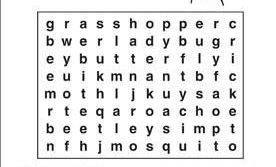 g r a s s h o p p e r c
b w e r l a d y b u g r
e y b u t t e r f l y i
e u i k m n a n t b f c
m o t h l j k u y s a k
r t e q a r o a c h o e
b e e t l e y s i m p t
n f h j m o s q u i t o